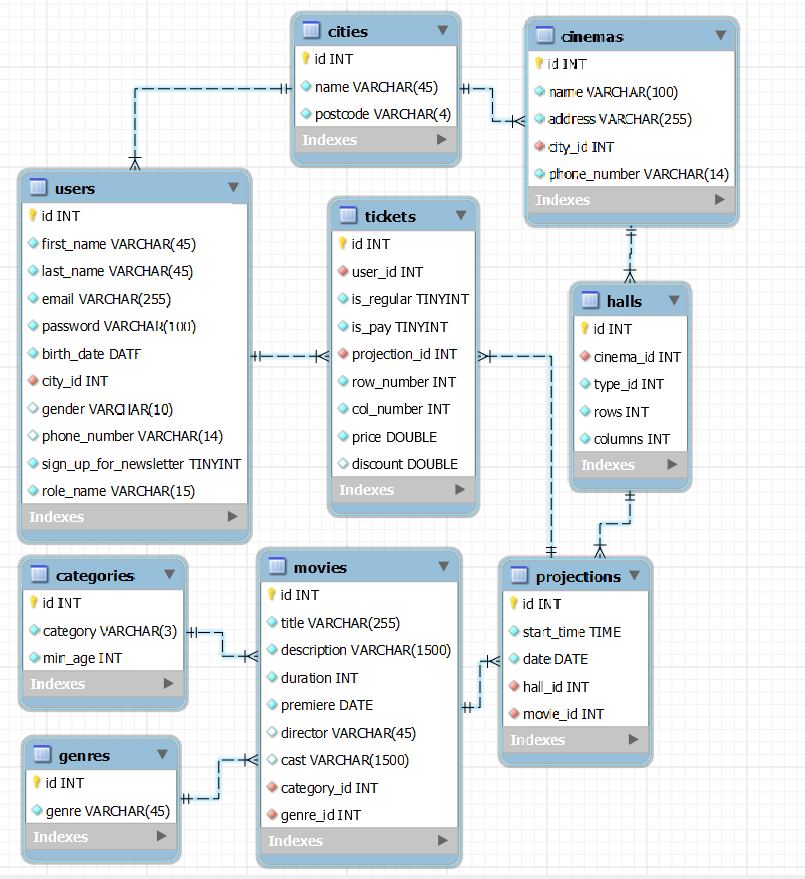 cities
id INT
name VARCHAR(45)
postcode VARCHAR(4)
Indexes
cinemas
id INT
name VARCHAR(100)
address VARCHAR(255)
city_id INT
phone_number VARCHAR(14)
Indexes
users
id INT
first_name VARCHAR(45)
last_name VARCHAR(45)
email VARCHAR(255)
password VARCHAR(100)
birth_date DATE
city_id INT
gender VARCHAR(10)
phone_number VARCHAR(14)
sign_up_for_newsletter TINYINT
role_name VARCHAR(15)
Indexes
tickets
id INT
user_id INT
is_regular TINYINT
is_pay TINYINT
projection_id INT
row_number INT
col_number INT
price DOUBLE
discount DOUBLE
Indexes
halls
id INT
cinema_id INT
type_id INT
rows INT
columns INT
Indexes
categories
id INT
category VARCHAR(3)
min_age INT
Indexes
movies
id INT
title VARCHAR(255)
description VARCHAR(1500)
duration INT
premiere DATE
director VARCHAR(45)
cast VARCHAR(1500)
category_id INT
genre_id INT
Indexes
projections
id INT
start_time TIME
date DATE
hall_id INT
movie_id INT
Indexes
genres
id INT
genre VARCHAR(45)
Indexes